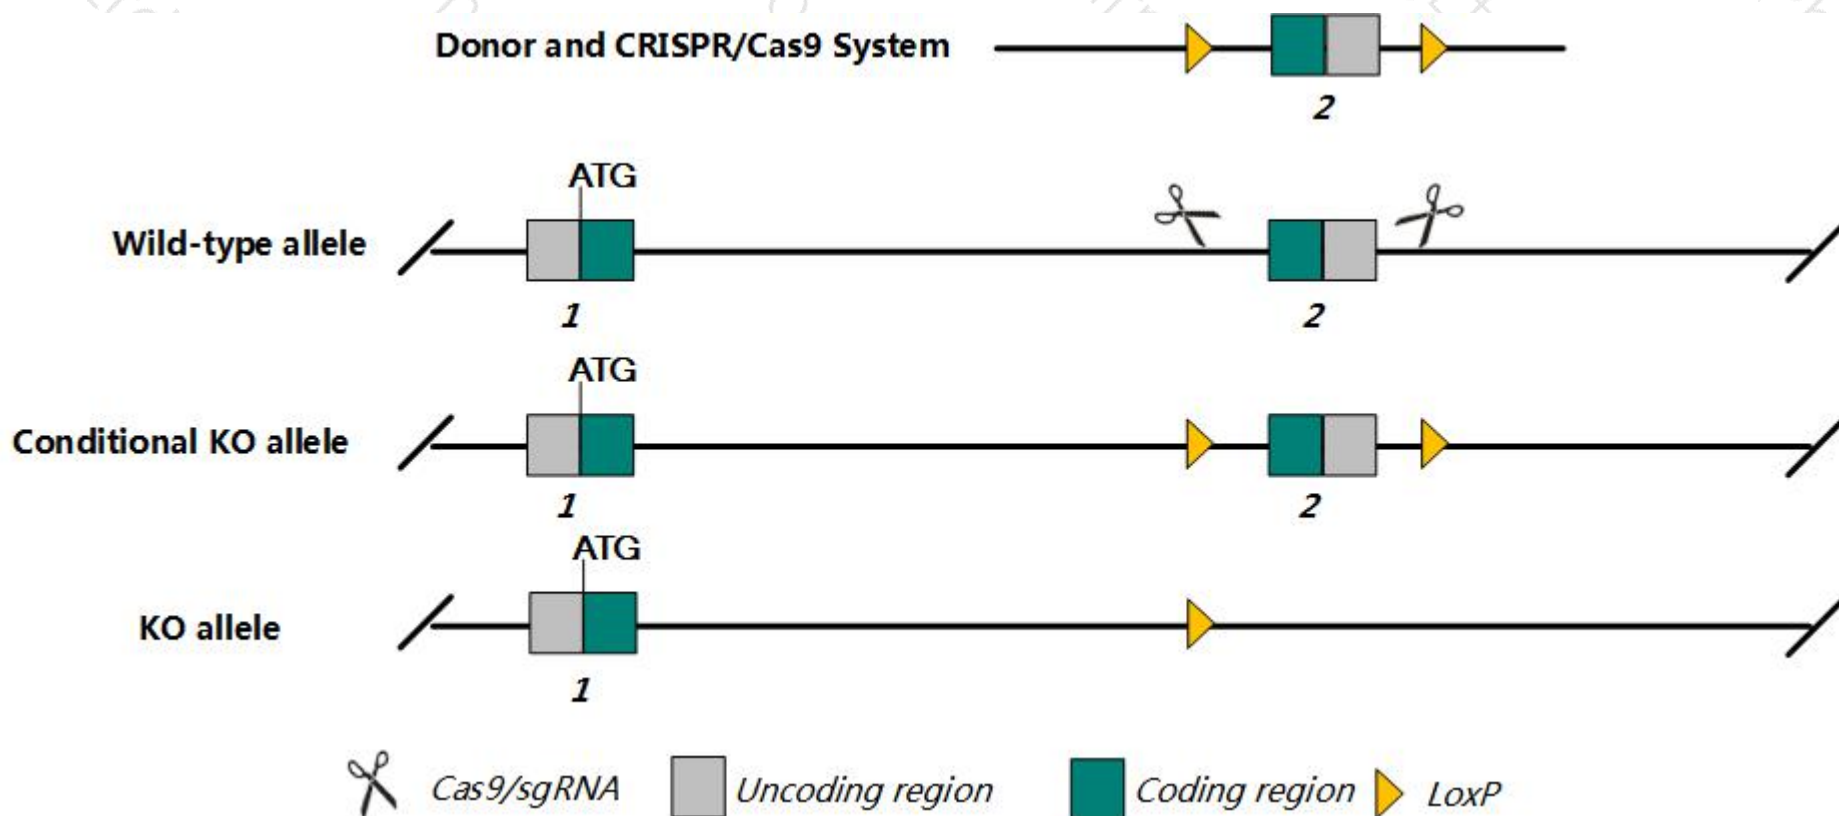 Donor and CRISPR/Cas9 System
2
ATG
Wild-type allele
1
2
ATG
Conditional KO allele
1
2
ATG
KO allele
1
Cas9/sgRNA
Uncoding region
Coding region
LoxP